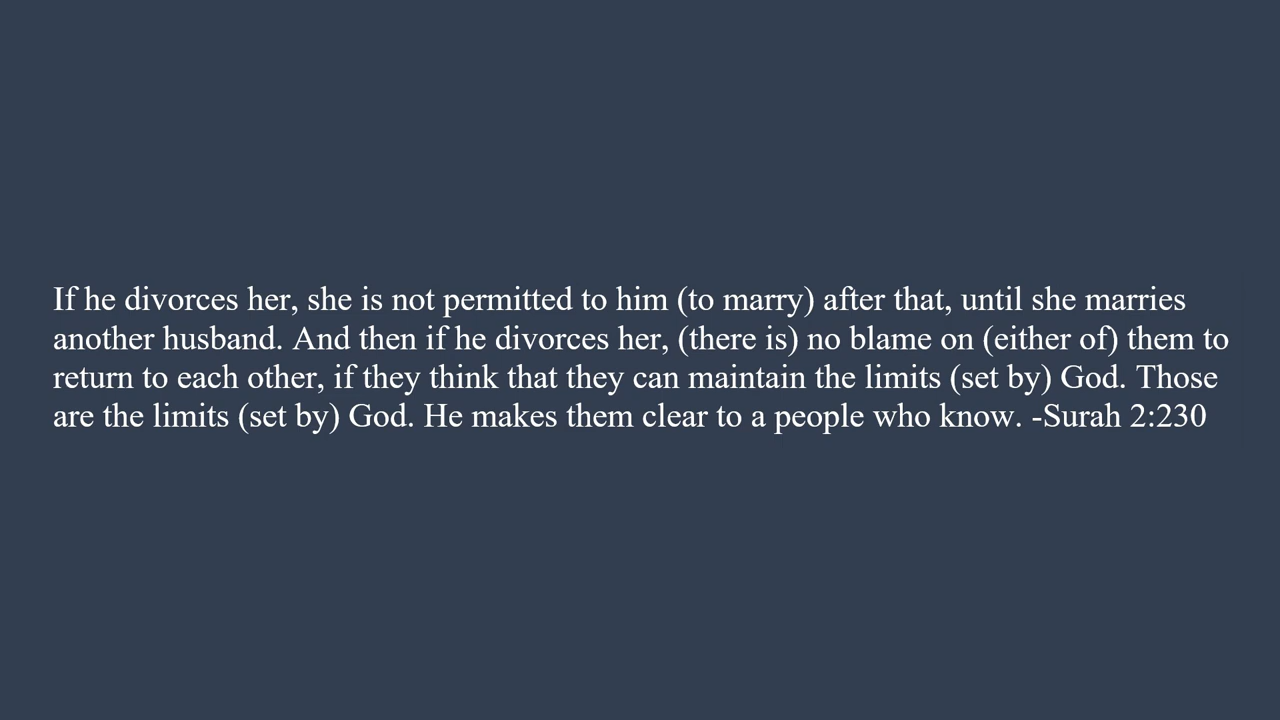 If he divorces her, she is not permitted to him (to marry) after that, until she marries
another husband. And then if he divorces her, (there is) no blame on (either of) them to
return to each other, if they think that they can maintain the limits (set by) God. Those
are the limits (set by) God. He makes them clear to a people who know. -Surah 2:230